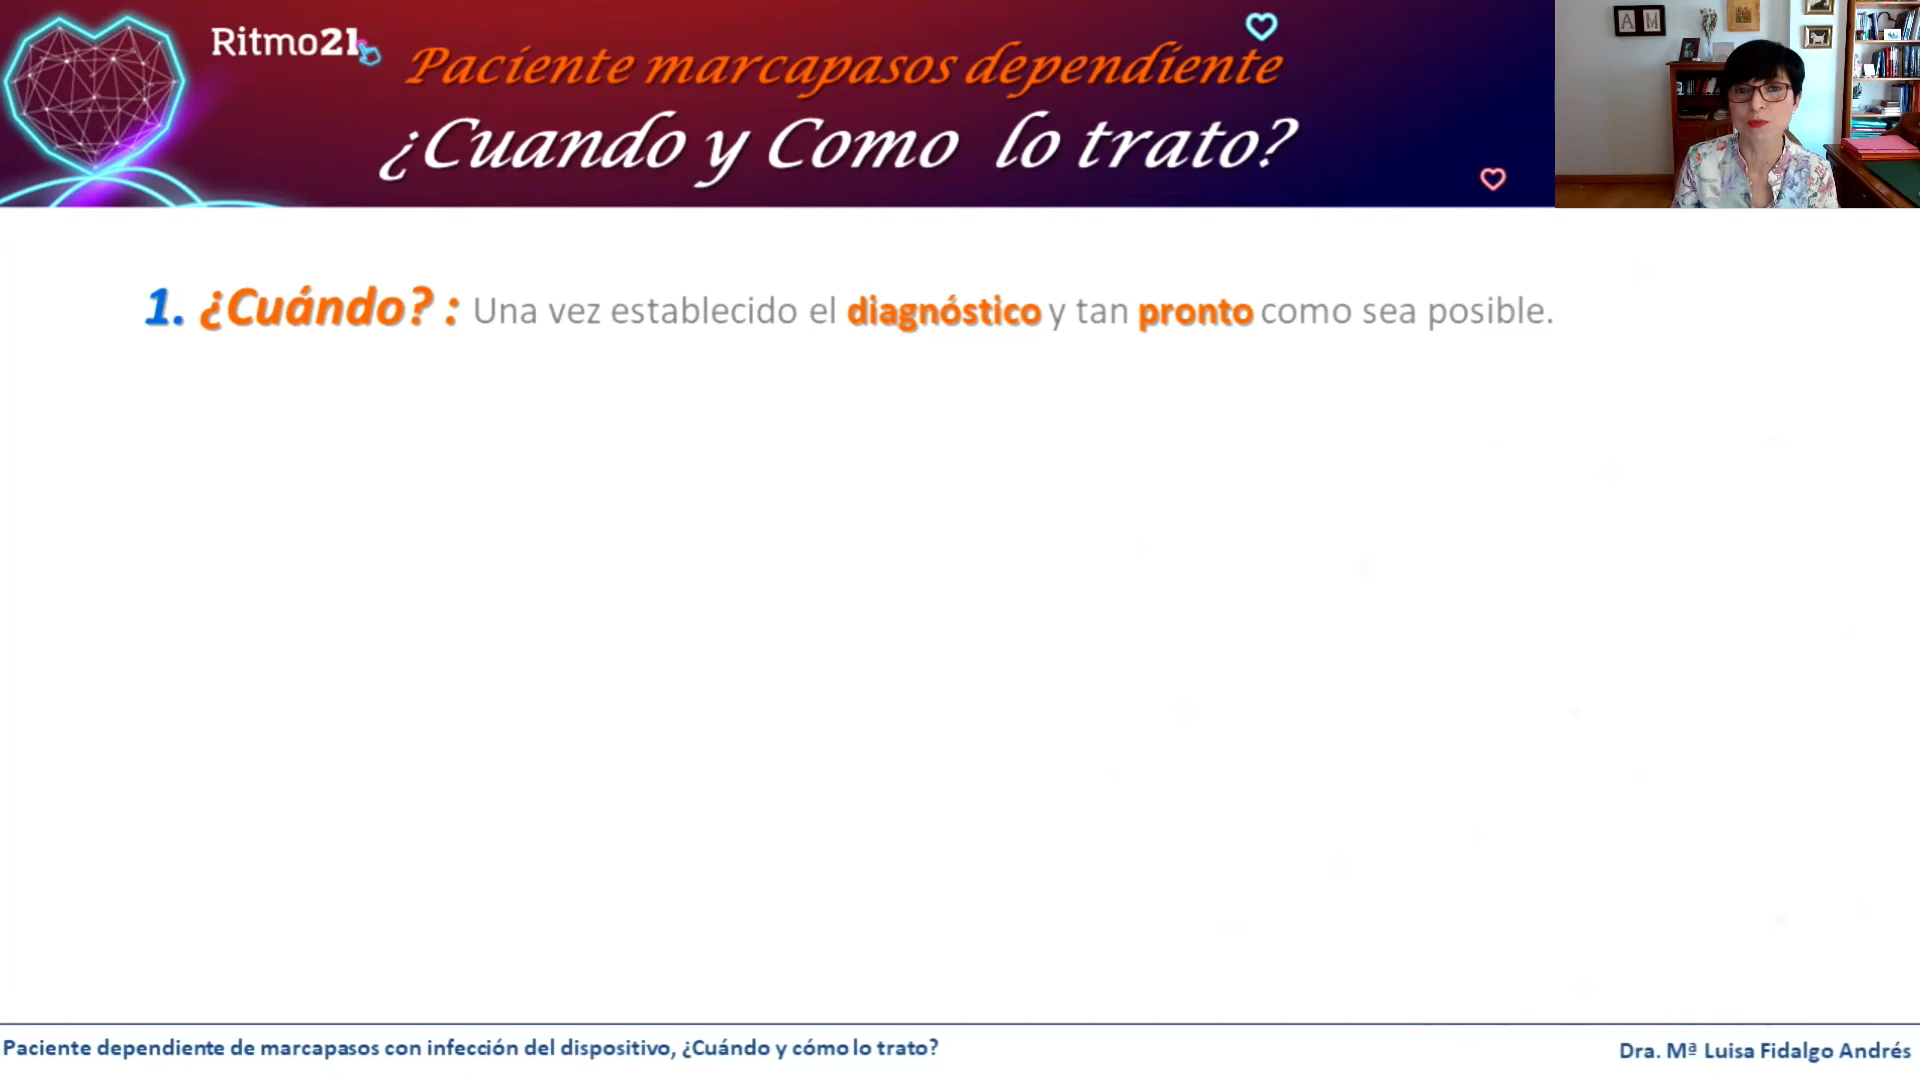 Ritmo21
Paciente marcapasos dependiente
¿Cuando y Como lo trato?
A M
1. ¿Cuándo? : Una vez establecido el diagnóstico y tan pronto como sea posible.
Paciente dependiente de marcapasos con infección del dispositivo, ¿Cuándo y cómo lo trato?
Dra. Mª Luisa Fidalgo Andrés